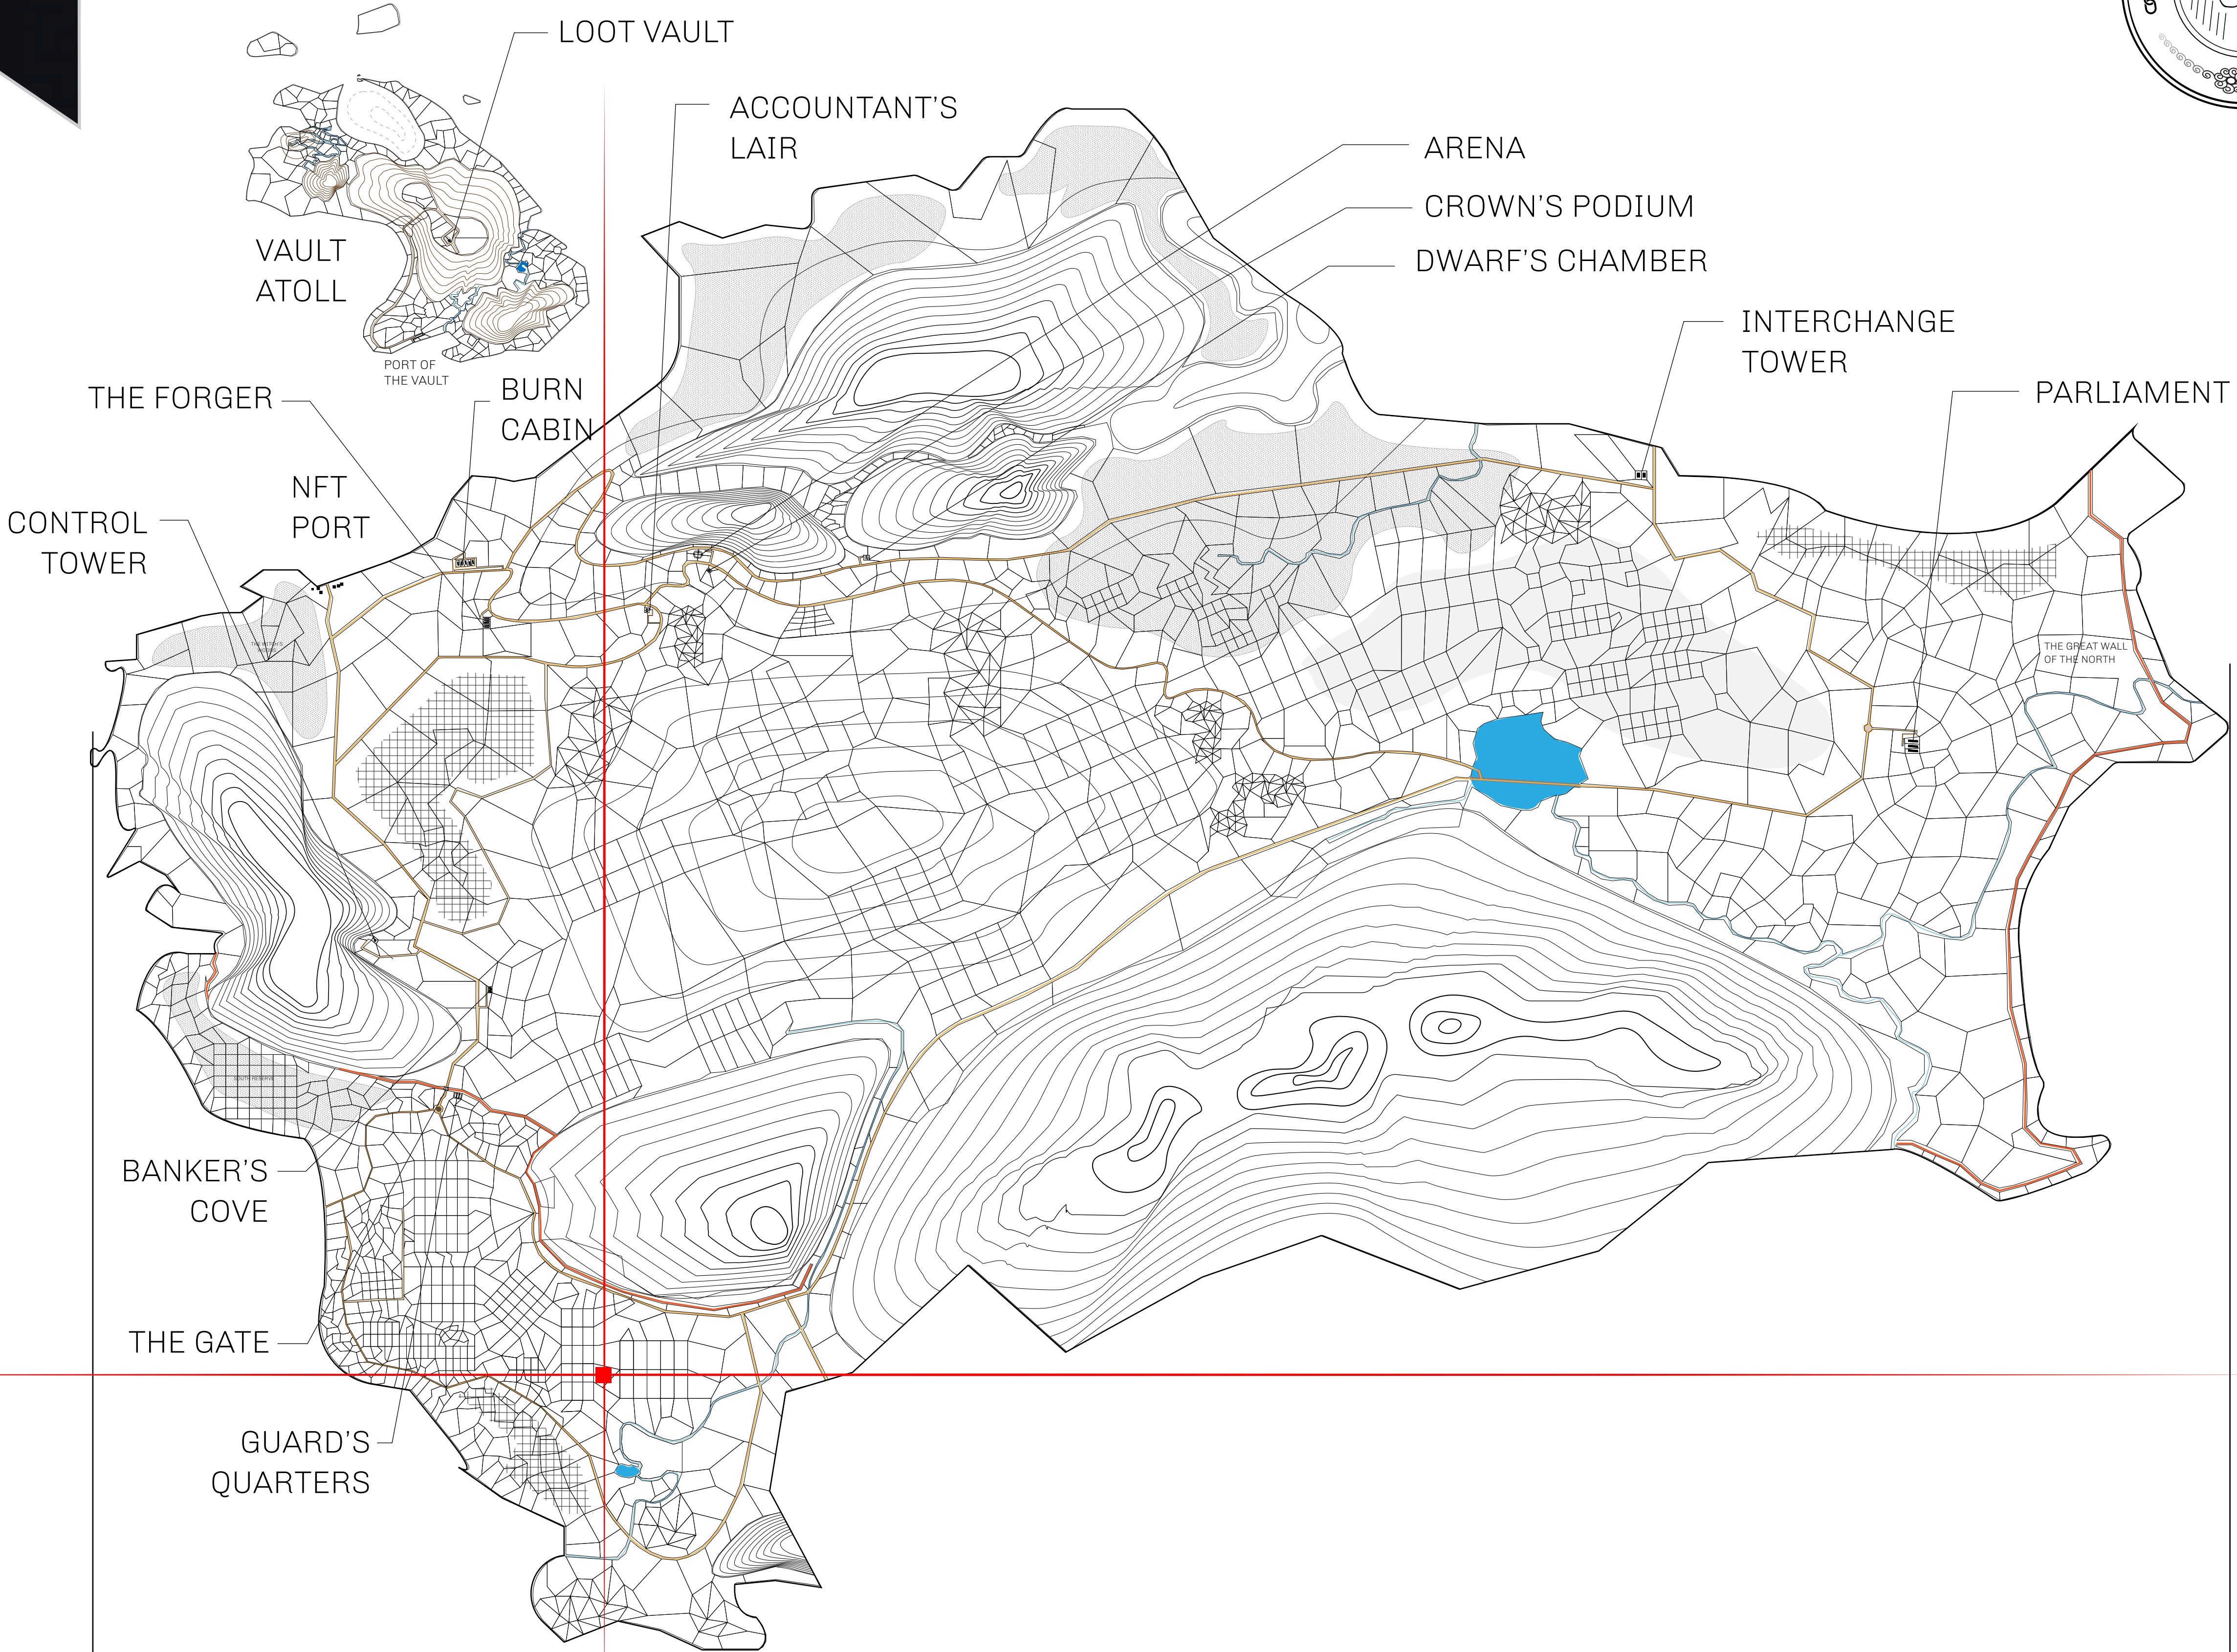 LOOT VAULT
ACCOUNTANT'S
LAIR
ARENA
CROWN'S PODIUM
DWARF'S CHAMBER
VAULT
ATOLL
INTERCHANGE
TOWER
PORT OF
THE VAULT
PARLIAMENT
THE FORGER
BURN
CABIN
NFT
PORT
CONTROL
TOWER
THE GREAT WALL
OF THE NORTH
SOUTH RESERVE
BANKER'S
COVE
THE GATE
GUARD'S
QUARTERS